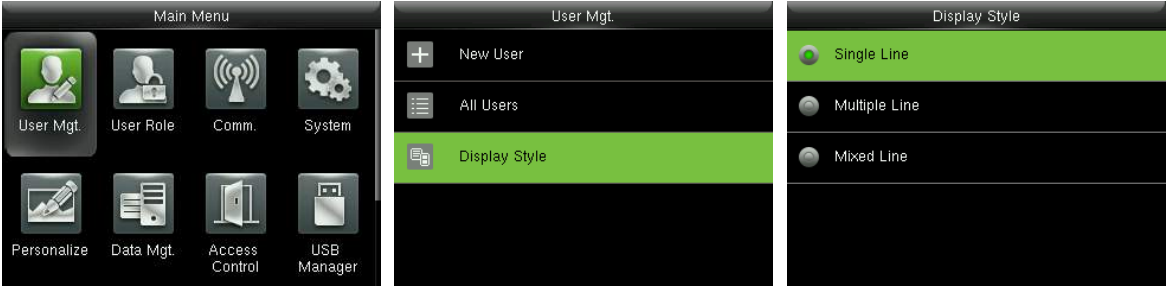 Main Menu
User Mgt.
User Role
Comm.
System
Personalize
Data Mgt.
Access
Control
USB
Manager
User Mgt.
New User
All Users
Display Style
Display Style
Single Line
Multiple Line
Mixed Line